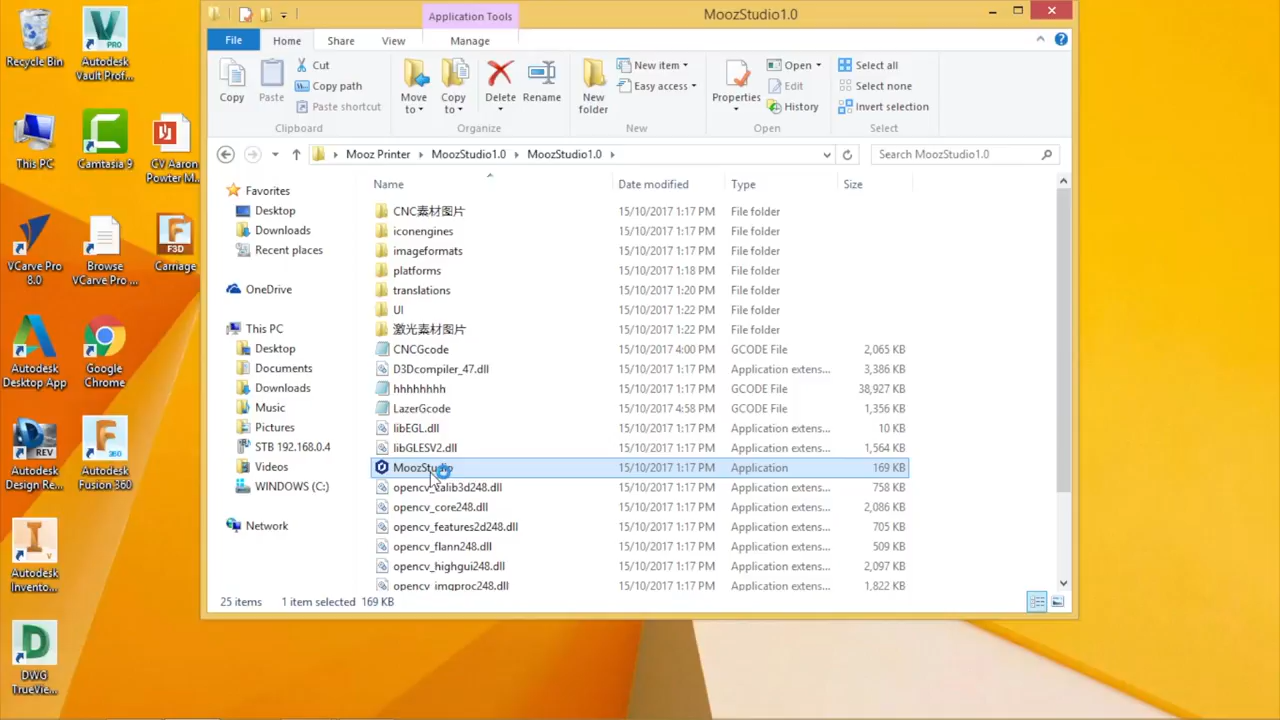 Application Tools
MoozStudio1.0
File
Home
Share
View
Manage
Copy
Paste
Cut
Copy path
Paste shortcut
Clipboard
Move to
Copy to
Delete
Rename
Organize
New folder
New item
Easy access
New
Properties
Open
Edit
History
Open
Select all
Select none
Invert selection
Select
Mooz Printer
MoozStudio1.0
MoozStudio1.0
Search MoozStudio1.0
Name
Date modified
Type
Size
Favorites
Desktop
Downloads
Recent places
OneDrive
This PC
Desktop
Documents
Downloads
Music
Pictures
STB 192.168.0.4
Videos
WINDOWS (C:)
Network
CNC素材图片 15/10/2017 1:17 PM File folder
iconengines 15/10/2017 1:17 PM File folder
imageformats 15/10/2017 1:17 PM File folder
platforms 15/10/2017 1:18 PM File folder
translations 15/10/2017 1:20 PM File folder
UI 15/10/2017 1:22 PM File folder
激光素材图片 15/10/2017 1:22 PM File folder
CNCGcode 15/10/2017 4:00 PM GCODE File 2,065 KB
D3Dcompiler_47.dll 15/10/2017 1:17 PM Application extens... 3,386 KB
hhhhhhhh 15/10/2017 1:17 PM GCODE File 38,927 KB
LazerGcode 15/10/2017 4:58 PM GCODE File 1,356 KB
libEGL.dll 15/10/2017 1:17 PM Application extens... 10 KB
libGLESV2.dll 15/10/2017 1:17 PM Application extens... 1,564 KB
MoozStudio 15/10/2017 1:17 PM Application 169 KB
opencv_calib3d248.dll 15/10/2017 1:17 PM Application extens... 758 KB
opencv_core248.dll 15/10/2017 1:17 PM Application extens... 2,086 KB
opencv_features2d248.dll 15/10/2017 1:17 PM Application extens... 705 KB
opencv_flann248.dll 15/10/2017 1:17 PM Application extens... 509 KB
opencv_highgui248.dll 15/10/2017 1:17 PM Application extens... 2,097 KB
opencv_imgproc248.dll 15/10/2017 1:17 PM Application extens... 1,822 KB
25 items 1 item selected 169 KB
Recycle Bin
Autodesk
Vault Prof...
PRO
This PC
Camtasia 9
CV Aaron
Powter M...
VCarve Pro
8.0
Browse
VCarve Pro ...
F3D
Carriage
Autodesk
Desktop App
Google
Chrome
REV
Autodesk
Design Re...
360
Autodesk
Fusion 360
Autodesk
Invento...
DWG
TrueView...